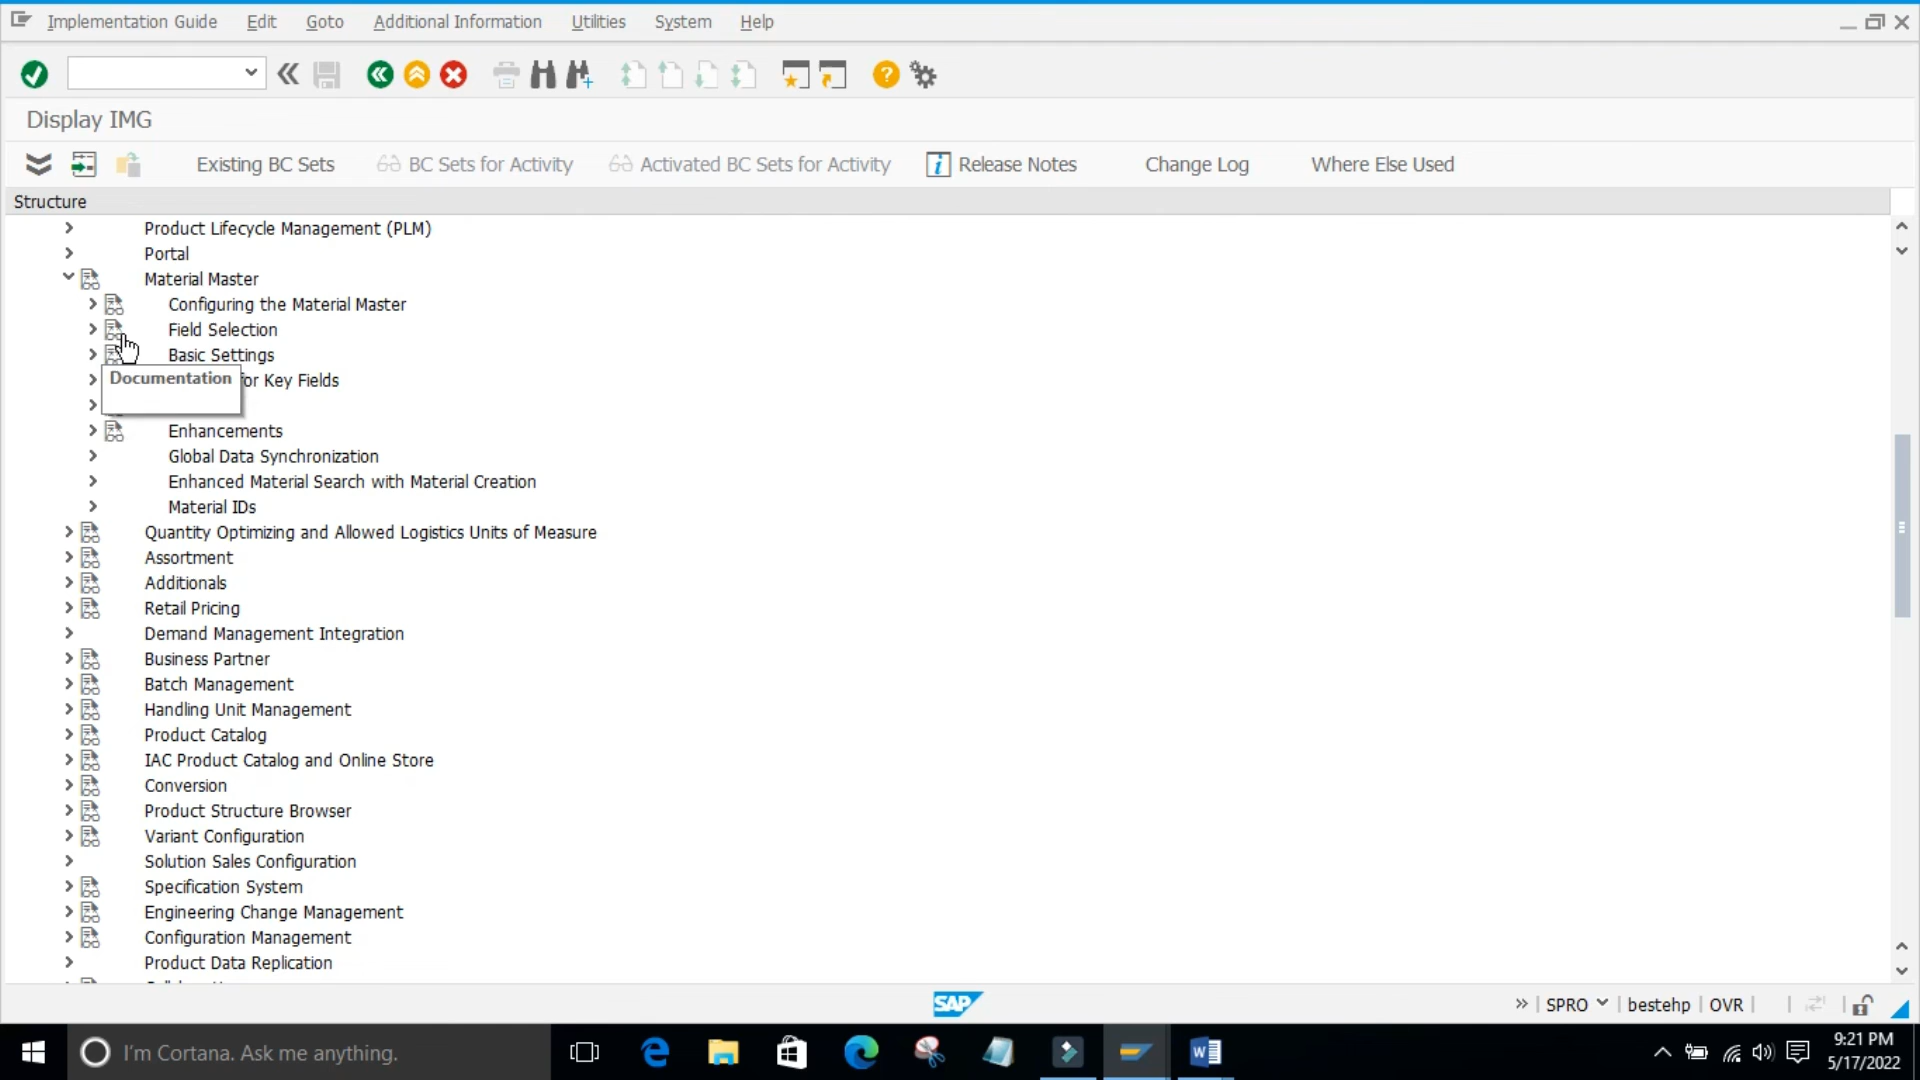 Implementation Guide Edit Goto Additional Information Utilities System Help
Display IMG
Existing BC Sets BC Sets for Activity Activated BC Sets for Activity Release Notes Change Log Where Else Used
Structure
Product Lifecycle Management (PLM)
Portal
Material Master
Configuring the Material Master
Field Selection
Basic Settings
Documentation
for Key Fields
Enhancements
Global Data Synchronization
Enhanced Material Search with Material Creation
Material IDs
Quantity Optimizing and Allowed Logistics Units of Measure
Assortment
Additionals
Retail Pricing
Demand Management Integration
Business Partner
Batch Management
Handling Unit Management
Product Catalog
IAC Product Catalog and Online Store
Conversion
Product Structure Browser
Variant Configuration
Solution Sales Configuration
Specification System
Engineering Change Management
Configuration Management
Product Data Replication
SAP SPRO bestehp OVR
I'm Cortana. Ask me anything.
9:21 PM
5/17/2022